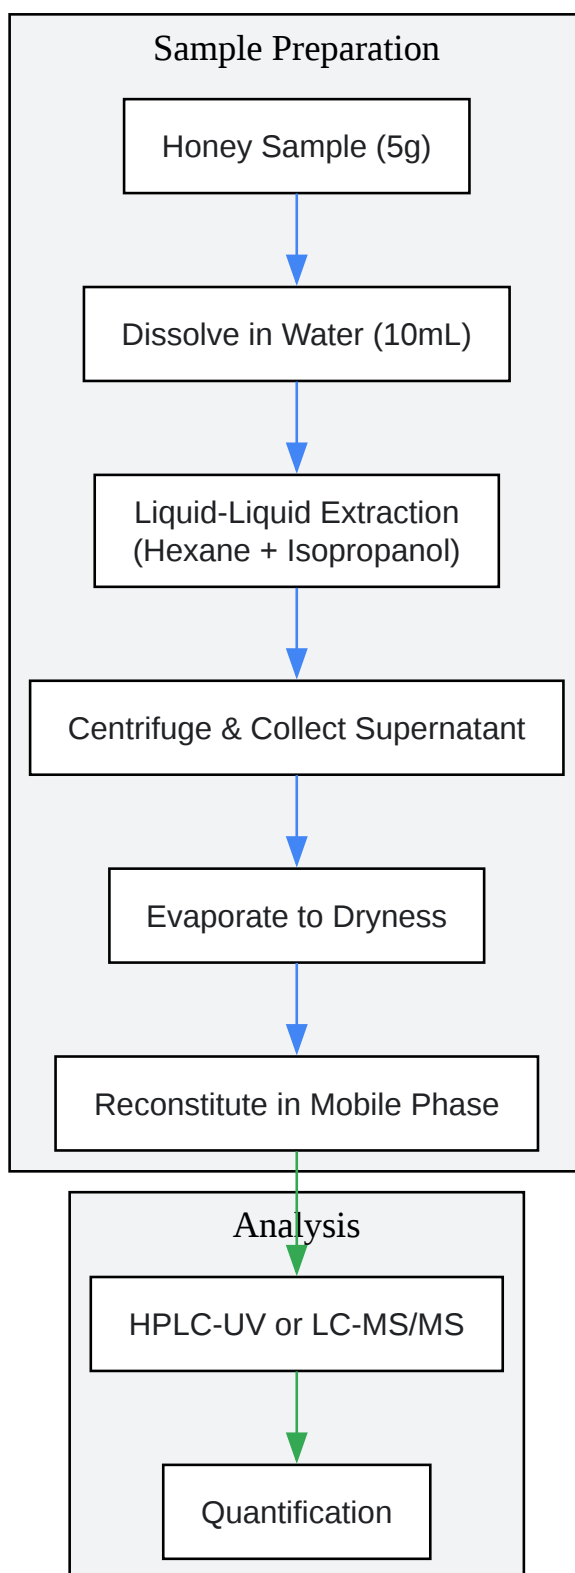 Sample Preparation
Honey Sample (5g)
Dissolve in Water (10mL)
Liquid-Liquid Extraction
(Hexane + Isopropanol)
Centrifuge & Collect Supernatant
Evaporate to Dryness
Reconstitute in Mobile Phase
Analysis
HPLC-UV or LC-MS/MS
Quantification